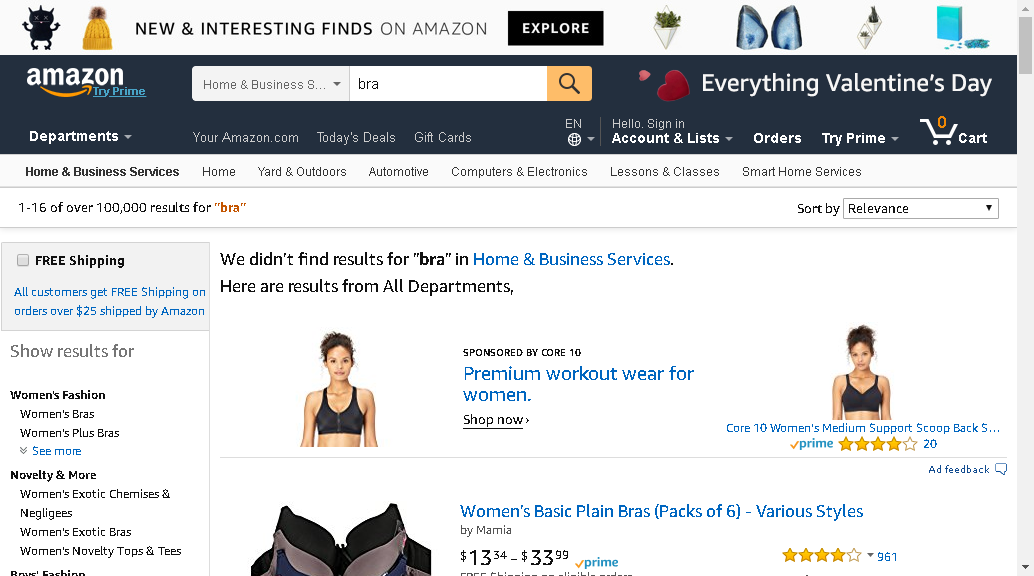 NEW & INTERESTING FINDS ON AMAZON EXPLORE
amazon
Try Prime
Home & Business S...
bra
Everything Valentine's Day
Departments
Your Amazon.com Today's Deals Gift Cards
EN
Hello. Sign in
Account & Lists
Orders
Try Prime
0
Cart
Home & Business Services Home Yard & Outdoors Automotive Computers & Electronics Lessons & Classes Smart Home Services
1-16 of over 100,000 results for "bra"
Sort by Relevance
FREE Shipping
All customers get FREE Shipping on
orders over $25 shipped by Amazon
Show results for
Women's Fashion
Women's Bras
Women's Plus Bras
See more
Novelty & More
Women's Exotic Chemises &
Negligees
Women's Exotic Bras
Women's Novelty Tops & Tees
Boys' Fashion
We didn't find results for "bra" in Home & Business Services.
Here are results from All Departments,
SPONSORED BY CORE 10
Premium workout wear for
women.
Shop now ›
Core 10 Women's Medium Support Scoop Back S...
prime 20
Ad feedback
Women's Basic Plain Bras (Packs of 6) - Various Styles
by Mamia
$13 34 - $33 99 prime
961
FREE Shipping on eligible orders